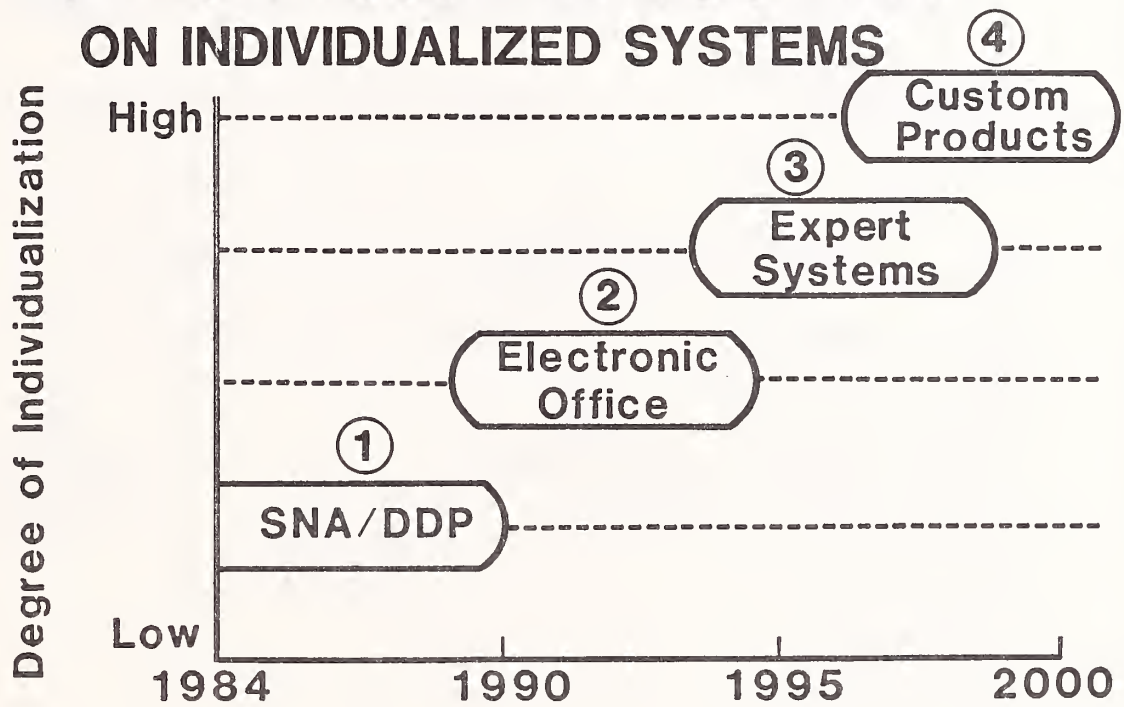 ON INDIVIDUALIZED SYSTEMS
Degree of Individualization
High
4
Custom
Products
3
Expert
Systems
2
Electronic
Office
1
SNA/DDP
Low
1984 1990 1995 2000